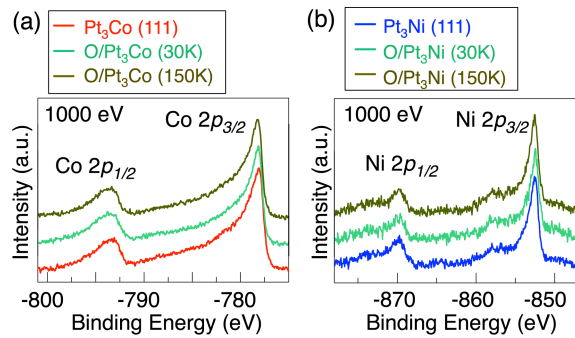 (a)
Pt₃Co (111)
O/Pt₃Co (30K)
O/Pt₃Co (150K)
1000 eV
Co 2p₃/₂
Co 2p₁/₂
Intensity (a.u.)
-800 -790 -780
Binding Energy (eV)
(b)
Pt₃Ni (111)
O/Pt₃Ni (30K)
O/Pt₃Ni (150K)
1000 eV
Ni 2p₃/₂
Ni 2p₁/₂
Intensity (a.u.)
-870 -860 -850
Binding Energy (eV)